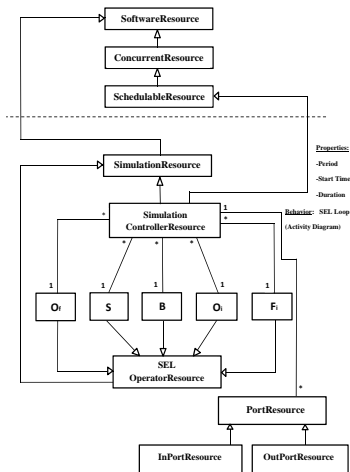 SoftwareResource
ConcurrentResource
SchedulableResource
Properties:
SimulationResource
-Period
-Start Time
-Duration
Simulation
ControllerResource
1
*
Behavior: SEL Loop
(Activity Diagram)
*
* * *
1 1 1 1 1
Of S B Oi Fi
SEL
OperatorResource
*
PortResource
InPortResource OutPortResource